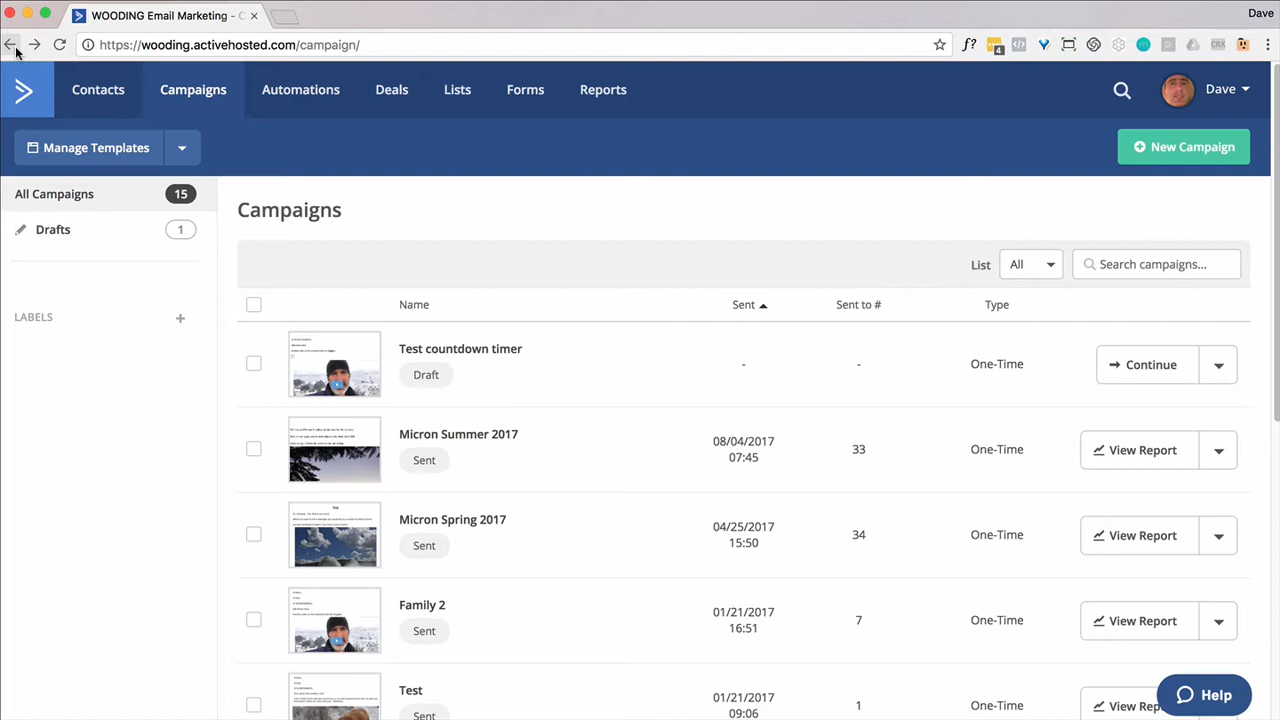 WOODING Email Marketing - C
Dave
https://wooding.activehosted.com/campaign/
f?
4
CRX
Contacts
Campaigns
Automations
Deals
Lists
Forms
Reports
Dave
Manage Templates
New Campaign
All Campaigns 15
Drafts 1
LABELS +
Campaigns
List All Search campaigns...
Name Sent Sent to # Type
Test countdown timer
Draft
- - One-Time Continue
Micron Summer 2017
Sent
08/04/2017
07:45
33 One-Time View Report
Micron Spring 2017
Sent
04/25/2017
15:50
34 One-Time View Report
Family 2
Sent
01/21/2017
16:51
7 One-Time View Report
Test
Sent
01/20/2017
09:06
1 One-Time View Rep
Help